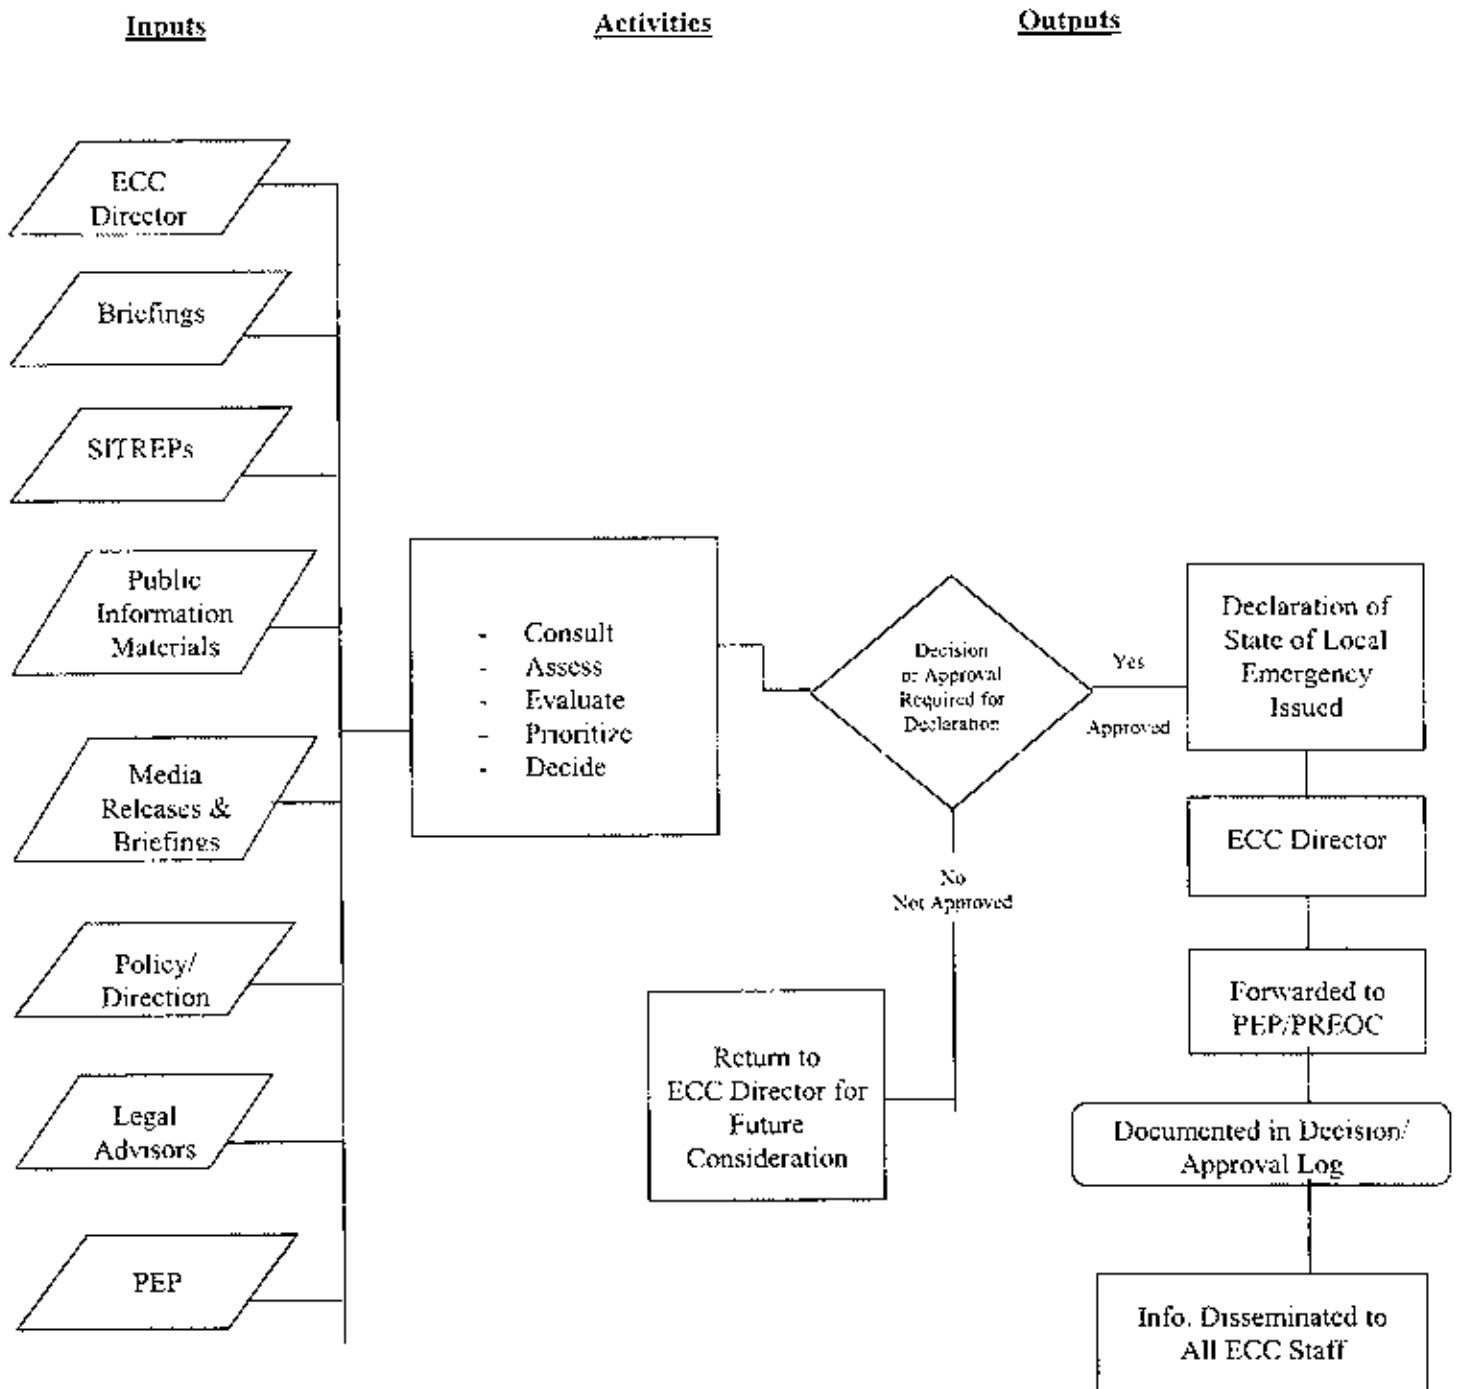 Inputs
Activities
Outputs
ECC
Director
Briefings
SITREPs
Public
Information
Materials
Media
Releases &
Briefings
Policy/
Direction
Legal
Advisors
PEP
- Consult
- Assess
- Evaluate
- Prioritize
- Decide
Decision
or Approval
Required for
Declaration
Yes
Approved
No
Not Approved
Return to
ECC Director for
Future
Consideration
Declaration of
State of Local
Emergency
Issued
ECC Director
Forwarded to
PEP/PREOC
Documented in Decision/
Approval Log
Info. Disseminated to
All ECC Staff